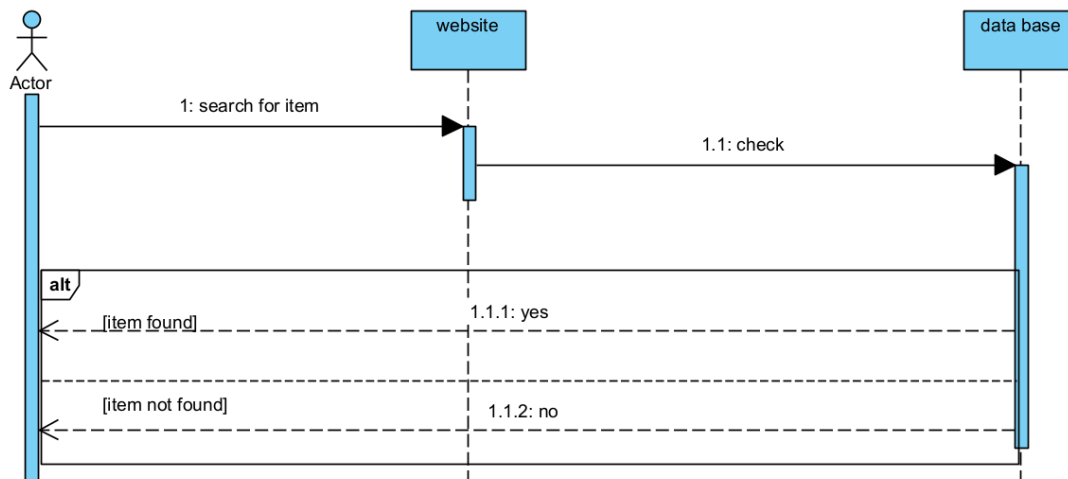 website
data base
Actor
1: search for item
1.1: check
alt
[item found]
1.1.1: yes
[item not found]
1.1.2: no